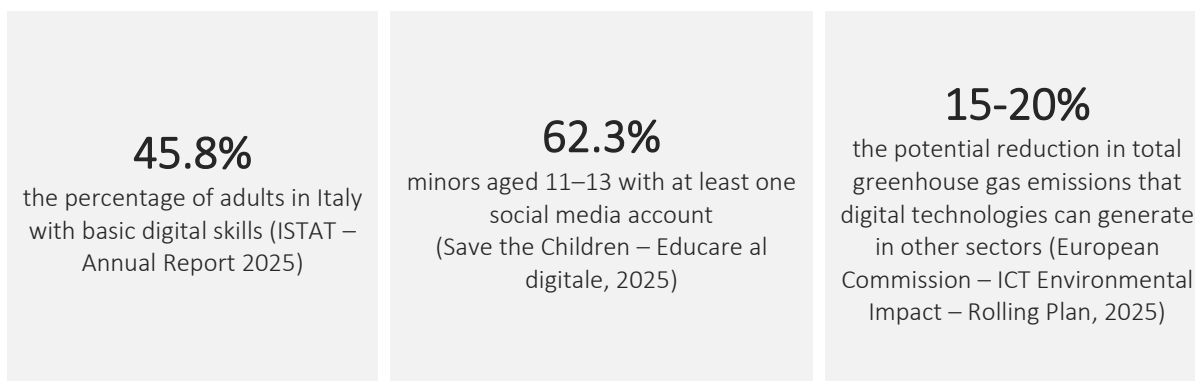 45.8%
the percentage of adults in Italy
with basic digital skills (ISTAT –
Annual Report 2025)
62.3%
minors aged 11–13 with at least one
social media account
(Save the Children – Educare al
digitale, 2025)
15-20%
the potential reduction in total
greenhouse gas emissions that
digital technologies can generate
in other sectors (European
Commission – ICT Environmental
Impact – Rolling Plan, 2025)